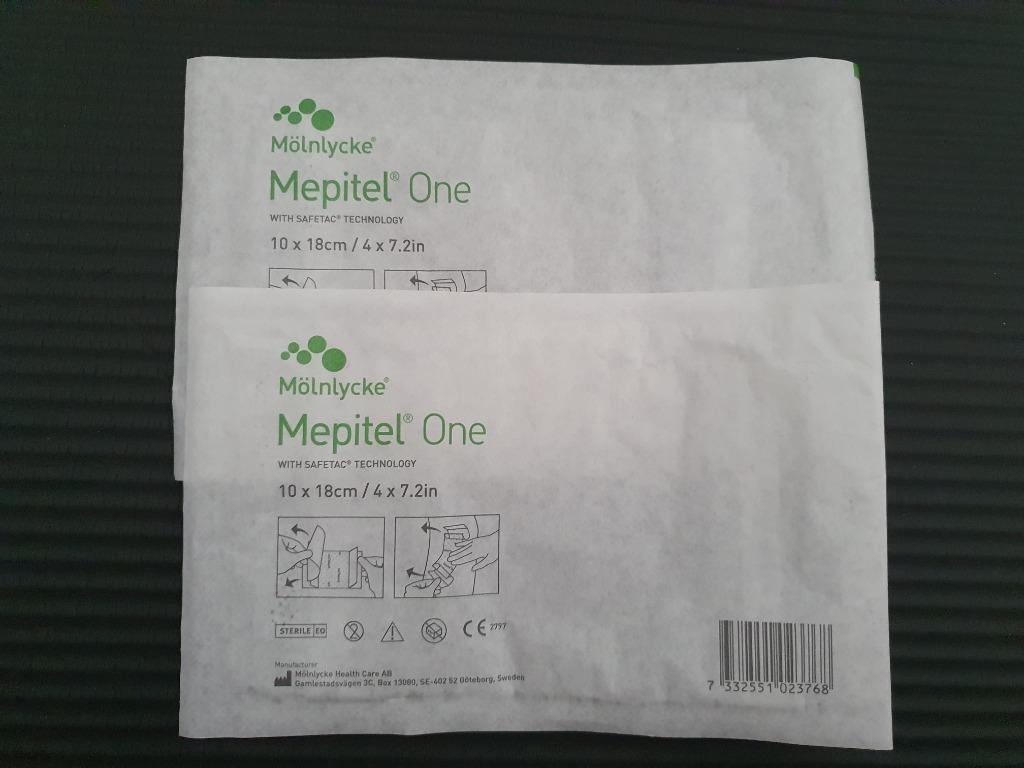 Mölnlycke®
Mepitel® One
WITH SAFETAC® TECHNOLOGY
10 x 18cm / 4 x 7.2in
Mölnlycke®
Mepitel® One
WITH SAFETAC® TECHNOLOGY
10 x 18cm / 4 x 7.2in
STERILE EO
2
CE 2797
Manufacturer
Mölnlycke Health Care AB
Gamlestadsvägen 3C, Box 13080, SE-402 52 Göteborg, Sweden
7 332551 023768